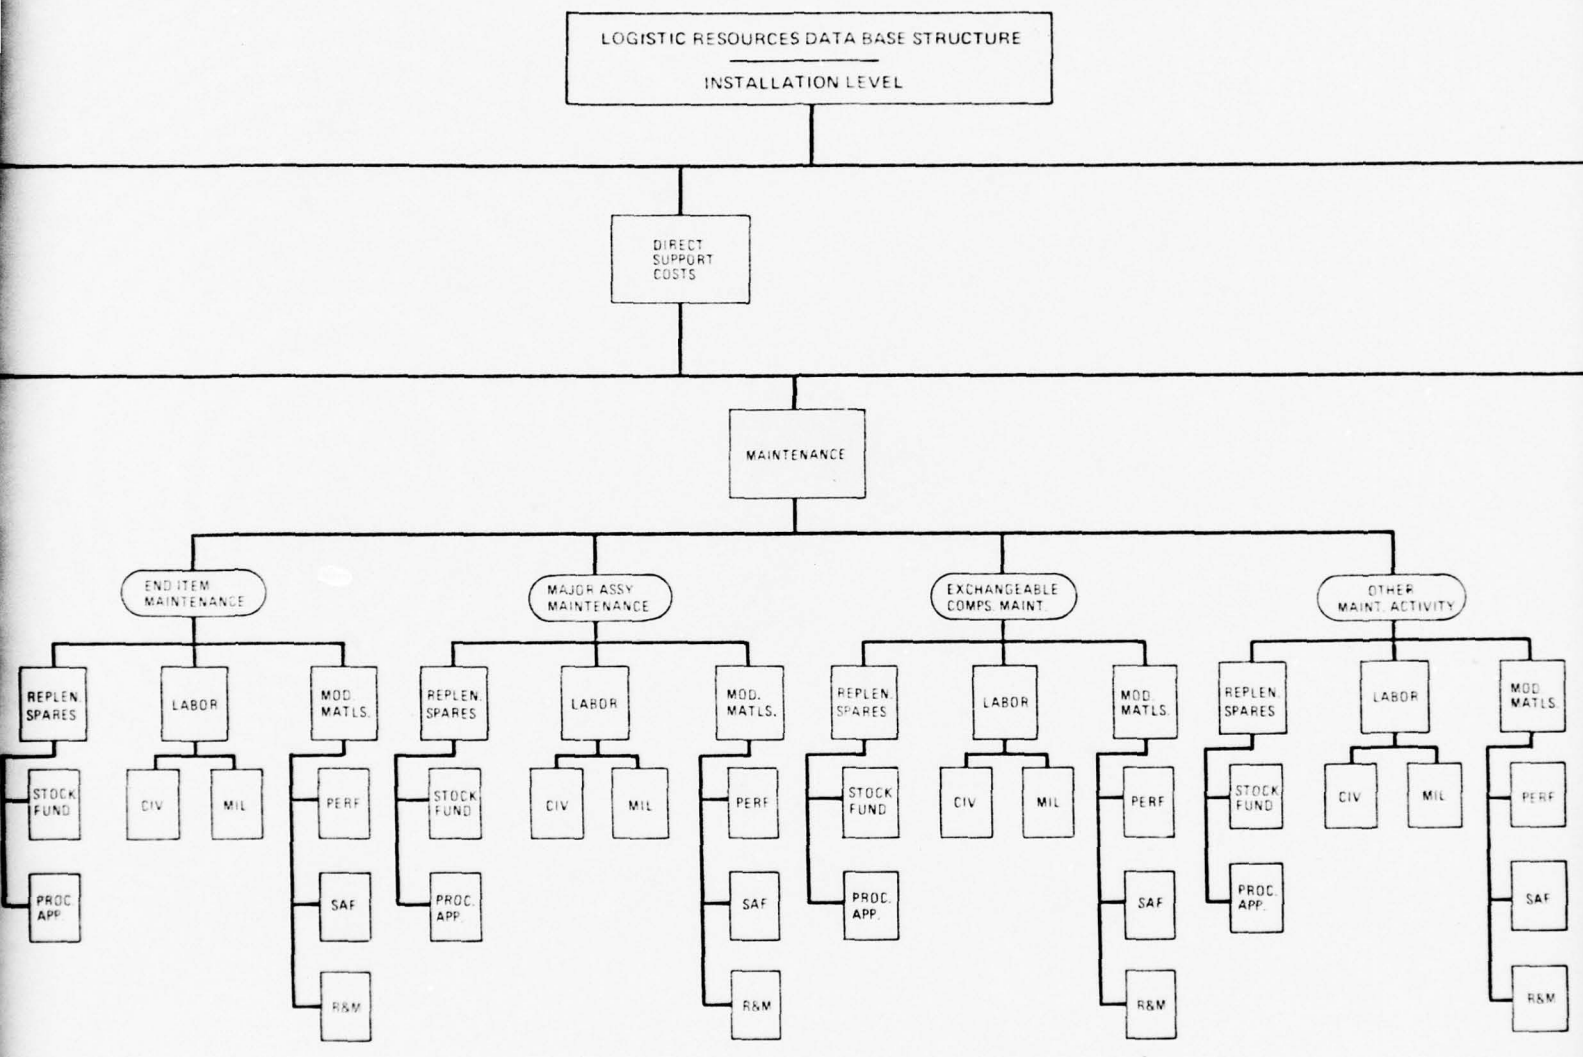 LOGISTIC RESOURCES DATA BASE STRUCTURE
INSTALLATION LEVEL
DIRECT
SUPPORT
COSTS
MAINTENANCE
END ITEM
MAINTENANCE
MAJOR ASSY
MAINTENANCE
EXCHANGEABLE
COMPS. MAINT.
OTHER
MAINT. ACTIVITY
REPLEN.
SPARES
LABOR
MOD.
MATLS.
REPLEN.
SPARES
LABOR
MOD.
MATLS.
REPLEN.
SPARES
LABOR
MOD.
MATLS.
REPLEN.
SPARES
LABOR
MOD.
MATLS.
STOCK
FUND
CIV
MIL
PERF
STOCK
FUND
CIV
MIL
PERF
STOCK
FUND
CIV
MIL
PERF
STOCK
FUND
CIV
MIL
PERF
PROC.
APP.
SAF
PROC.
APP.
SAF
PROC.
APP.
SAF
PROC.
APP.
SAF
R&M
R&M
R&M
R&M